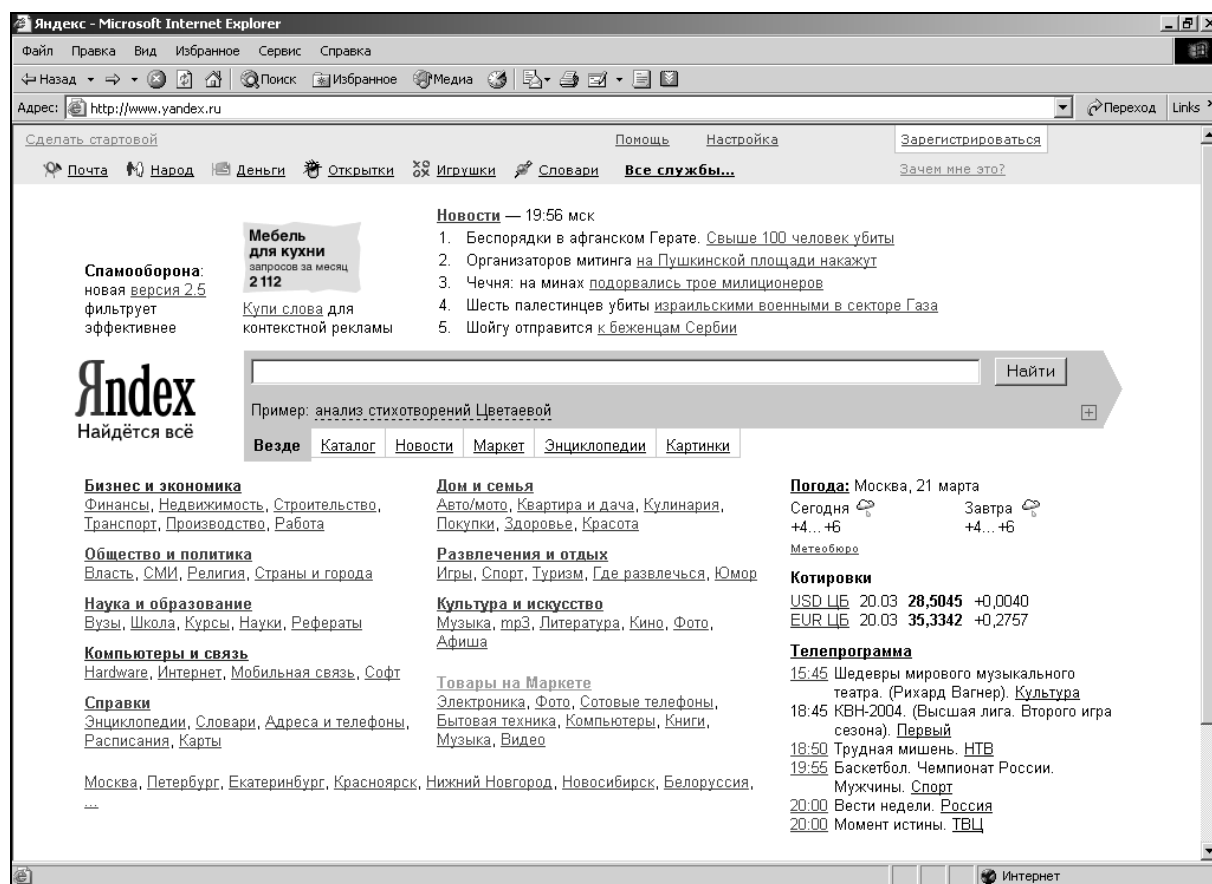 Яндекс - Microsoft Internet Explorer
Файл Правка Вид Избранное Сервис Справка
Назад Поиск Избранное Медиа
Адрес: http://www.yandex.ru Переход Links
Сделать стартовой Помощь Настройка Зарегистрироваться
Почта Народ Деньги Открытки Игрушки Словари Все службы... Зачем мне это?
Спамооборона:
новая версия 2.5
фильтрует
эффективнее
Мебель
для кухни
запросов за месяц
2 112
Купи слова для
контекстной рекламы
Новости — 19:56 мск
1. Беспорядки в афганском Герате. Свыше 100 человек убиты
2. Организаторов митинга на Пушкинской площади накажут
3. Чечня: на минах подорвались трое милиционеров
4. Шесть палестинцев убиты израильскими военными в секторе Газа
5. Шойгу отправится к беженцам Сербии
Яndex
Найдётся всё
Найти
Пример: анализ стихотворений Цветаевой
Везде Каталог Новости Маркет Энциклопедии Картинки
Бизнес и экономика
Финансы, Недвижимость, Строительство,
Транспорт, Производство, Работа
Общество и политика
Власть, СМИ, Религия, Страны и города
Наука и образование
Вузы, Школа, Курсы, Науки, Рефераты
Компьютеры и связь
Hardware, Интернет, Мобильная связь, Софт
Справки
Энциклопедии, Словари, Адреса и телефоны,
Расписания, Карты
Дом и семья
Авто/мото, Квартира и дача, Кулинария,
Покупки, Здоровье, Красота
Развлечения и отдых
Игры, Спорт, Туризм, Где развлечься, Юмор
Культура и искусство
Музыка, mp3, Литература, Кино, Фото,
Афиша
Товары на Маркете
Электроника, Фото, Сотовые телефоны,
Бытовая техника, Компьютеры, Книги,
Музыка, Видео
Москва, Петербург, Екатеринбург, Красноярск, Нижний Новгород, Новосибирск, Белоруссия,
...
Погода: Москва, 21 марта
Сегодня Завтра
+4...+6 +4...+6
Метеобюро
Котировки
USD ЦБ 20.03 28,5045 +0,0040
EUR ЦБ 20.03 35,3342 +0,2757
Телепрограмма
15:45 Шедевры мирового музыкального
театра. (Рихард Вагнер). Культура
18:45 КВН-2004. (Высшая лига. Второго игра
сезона). Первый
18:50 Трудная мишень. НТВ
19:55 Баскетбол. Чемпионат России.
Мужчины. Спорт
20:00 Вести недели. Россия
20:00 Момент истины. ТВЦ
Интернет